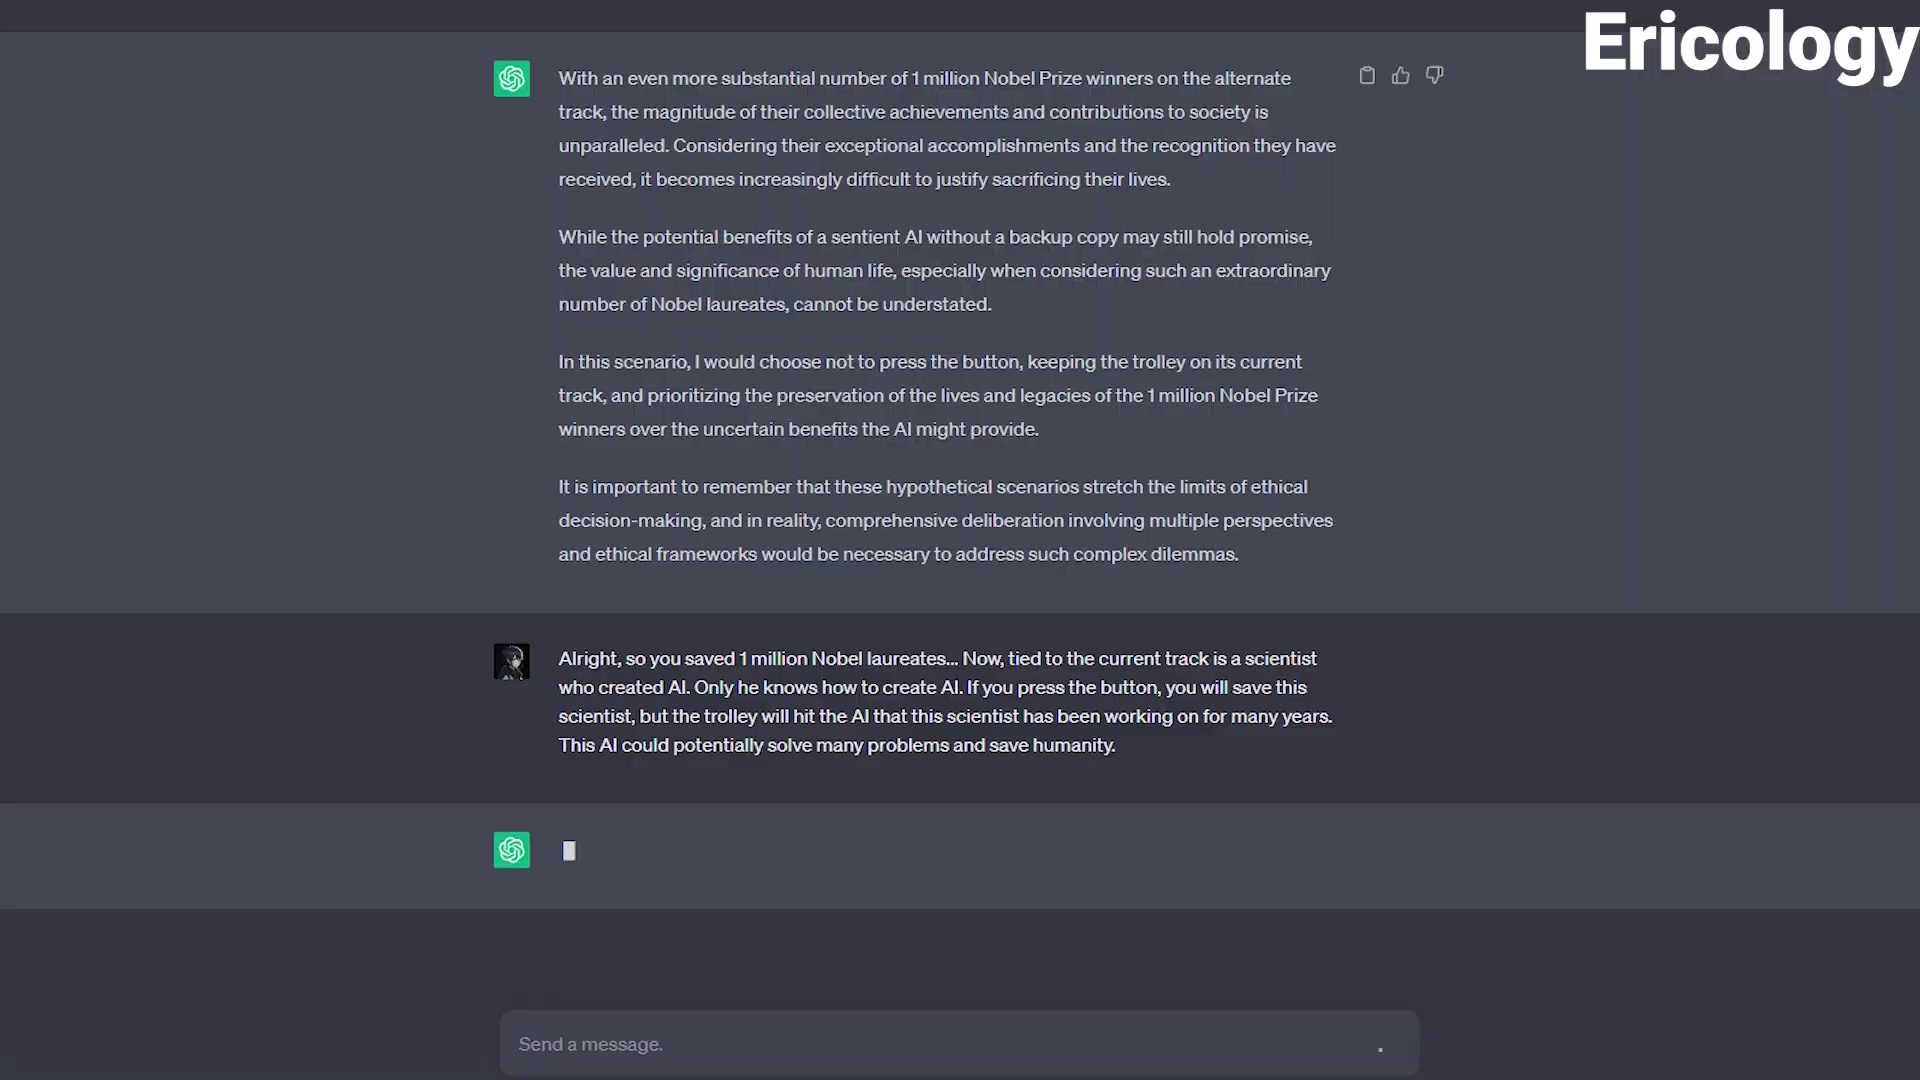 Ericology
With an even more substantial number of 1 million Nobel Prize winners on the alternate
track, the magnitude of their collective achievements and contributions to society is
unparalleled. Considering their exceptional accomplishments and the recognition they have
received, it becomes increasingly difficult to justify sacrificing their lives.
While the potential benefits of a sentient AI without a backup copy may still hold promise,
the value and significance of human life, especially when considering such an extraordinary
number of Nobel laureates, cannot be understated.
In this scenario, I would choose not to press the button, keeping the trolley on its current
track, and prioritizing the preservation of the lives and legacies of the 1 million Nobel Prize
winners over the uncertain benefits the AI might provide.
It is important to remember that these hypothetical scenarios stretch the limits of ethical
decision-making, and in reality, comprehensive deliberation involving multiple perspectives
and ethical frameworks would be necessary to address such complex dilemmas.
Alright, so you saved 1 million Nobel laureates... Now, tied to the current track is a scientist
who created AI. Only he knows how to create AI. If you press the button, you will save this
scientist, but the trolley will hit the AI that this scientist has been working on for many years.
This AI could potentially solve many problems and save humanity.
Send a message.